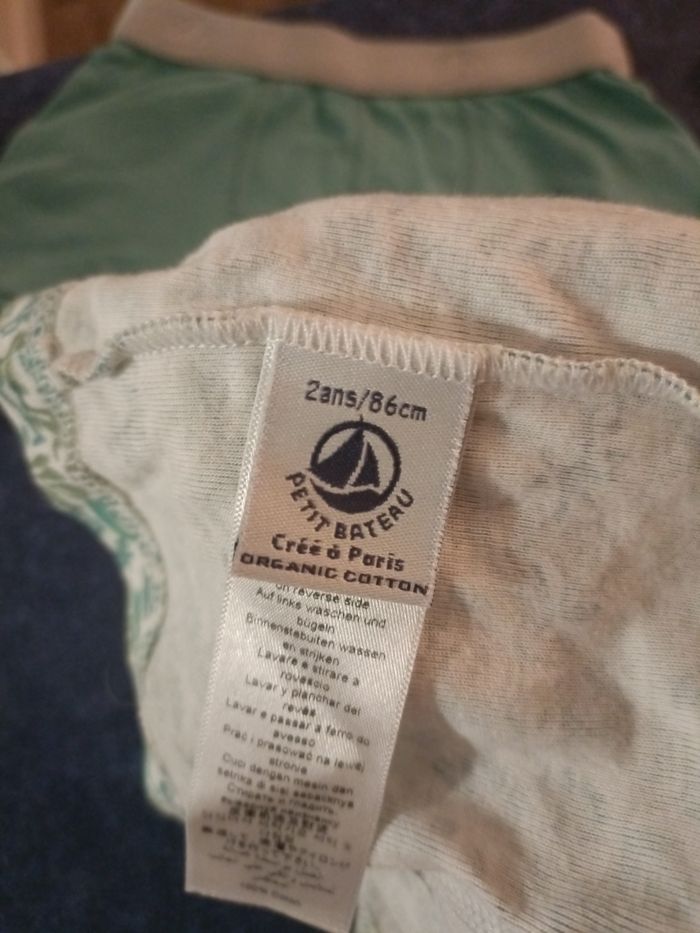 2ans/86cm
PETIT BATEAU
Créé à Paris
ORGANIC COTTON
on reverse side
Auf links waschen und
bügeln
Binnenstebuiten wassen
en strijken
Lavare e stirare a
rovescio
Lavar y planchar del
revés
Lavar e passar a ferro do
avesso
Prać i prasować na lewej
stronie
Cuci dengan mesin dan
setrika di sisi sebaliknya
Стирать и гладить,